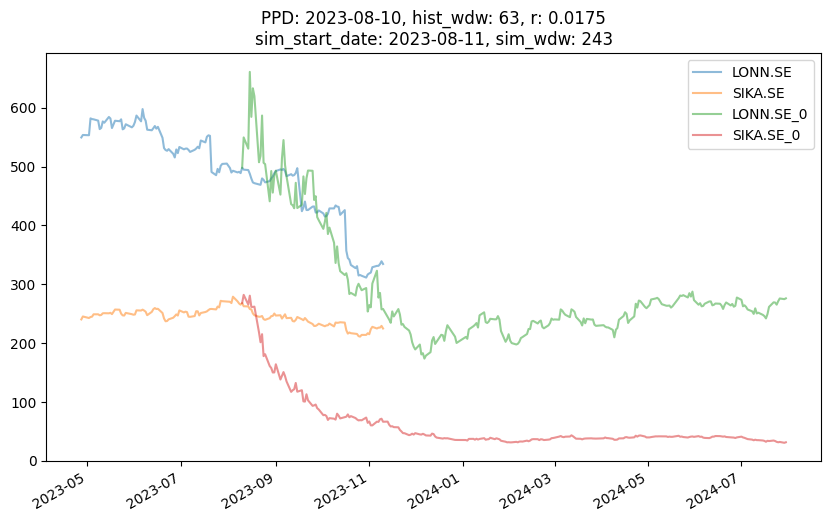 PPD: 2023-08-10, hist_wdw: 63, r: 0.0175
sim_start_date: 2023-08-11, sim_wdw: 243
LONN.SE
SIKA.SE
LONN.SE_0
SIKA.SE_0
600
500
400
300
200
100
0
2023-05
2023-07
2023-09
2023-11
2024-01
2024-03
2024-05
2024-07